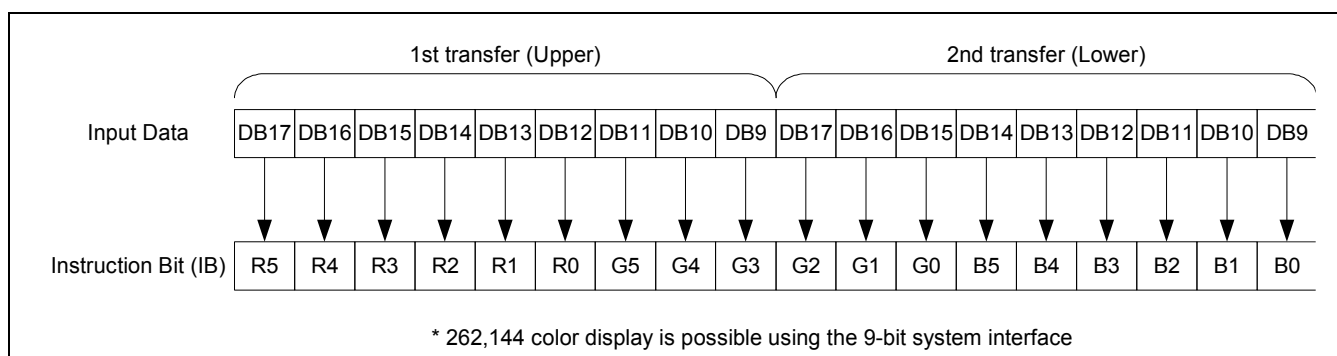 1st transfer (Upper) 2nd transfer (Lower)
Input Data DB17 DB16 DB15 DB14 DB13 DB12 DB11 DB10 DB9 DB17 DB16 DB15 DB14 DB13 DB12 DB11 DB10 DB9
Instruction Bit (IB) R5 R4 R3 R2 R1 R0 G5 G4 G3 G2 G1 G0 B5 B4 B3 B2 B1 B0
* 262,144 color display is possible using the 9-bit system interface